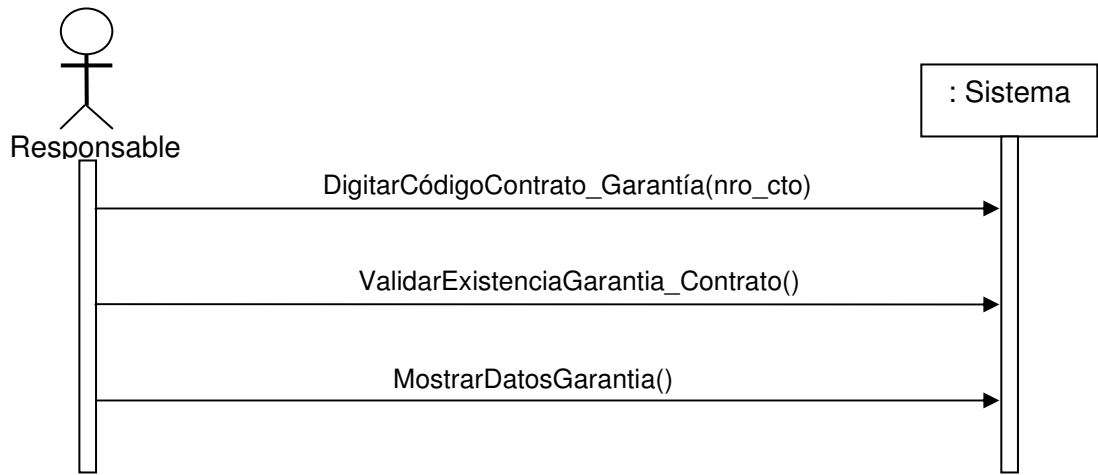 : Sistema
Responsable
DigitarCódigoContrato_Garantía(nro_cto)
ValidarExistenciaGarantia_Contrato()
MostrarDatosGarantia()